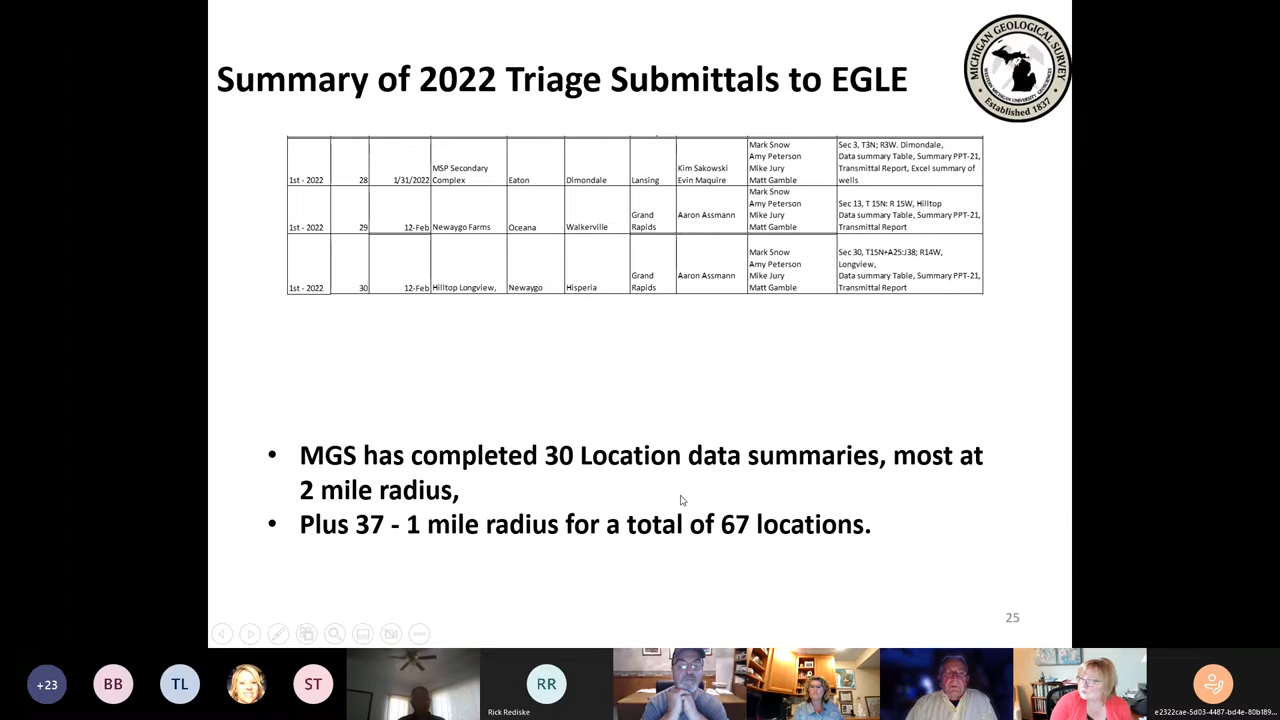 Summary of 2022 Triage Submittals to EGLE
MICHIGAN GEOLOGICAL SURVEY
WESTERN MICHIGAN UNIVERSITY
Established 1837
1st - 2022 28 1/31/2022 MSP Secondary Complex Eaton Dimondale Lansing Kim Sakowski Evin Maquire Mark Snow Amy Peterson Mike Jury Matt Gamble Sec 3, T3N; R3W. Dimondale, Data summary Table, Summary PPT-21, Transmittal Report, Excel summary of wells
1st - 2022 29 12-Feb Newaygo Farms Oceana Walkerville Grand Rapids Aaron Assmann Mark Snow Amy Peterson Mike Jury Matt Gamble Sec 13, T 15N: R 15W, Hilltop Data summary Table, Summary PPT-21, Transmittal Report
1st - 2022 30 12-Feb Hilltop Longview, Newaygo Hisperia Grand Rapids Aaron Assmann Mark Snow Amy Peterson Mike Jury Matt Gamble Sec 30, T15N+A25:J38; R14W, Longview, Data summary Table, Summary PPT-21, Transmittal Report
• MGS has completed 30 Location data summaries, most at
2 mile radius,
• Plus 37 - 1 mile radius for a total of 67 locations.
25
+23
BB
TL
ST
RR
Rick Rediske
e2322cae-5d03-4487-bd4e-80b189...